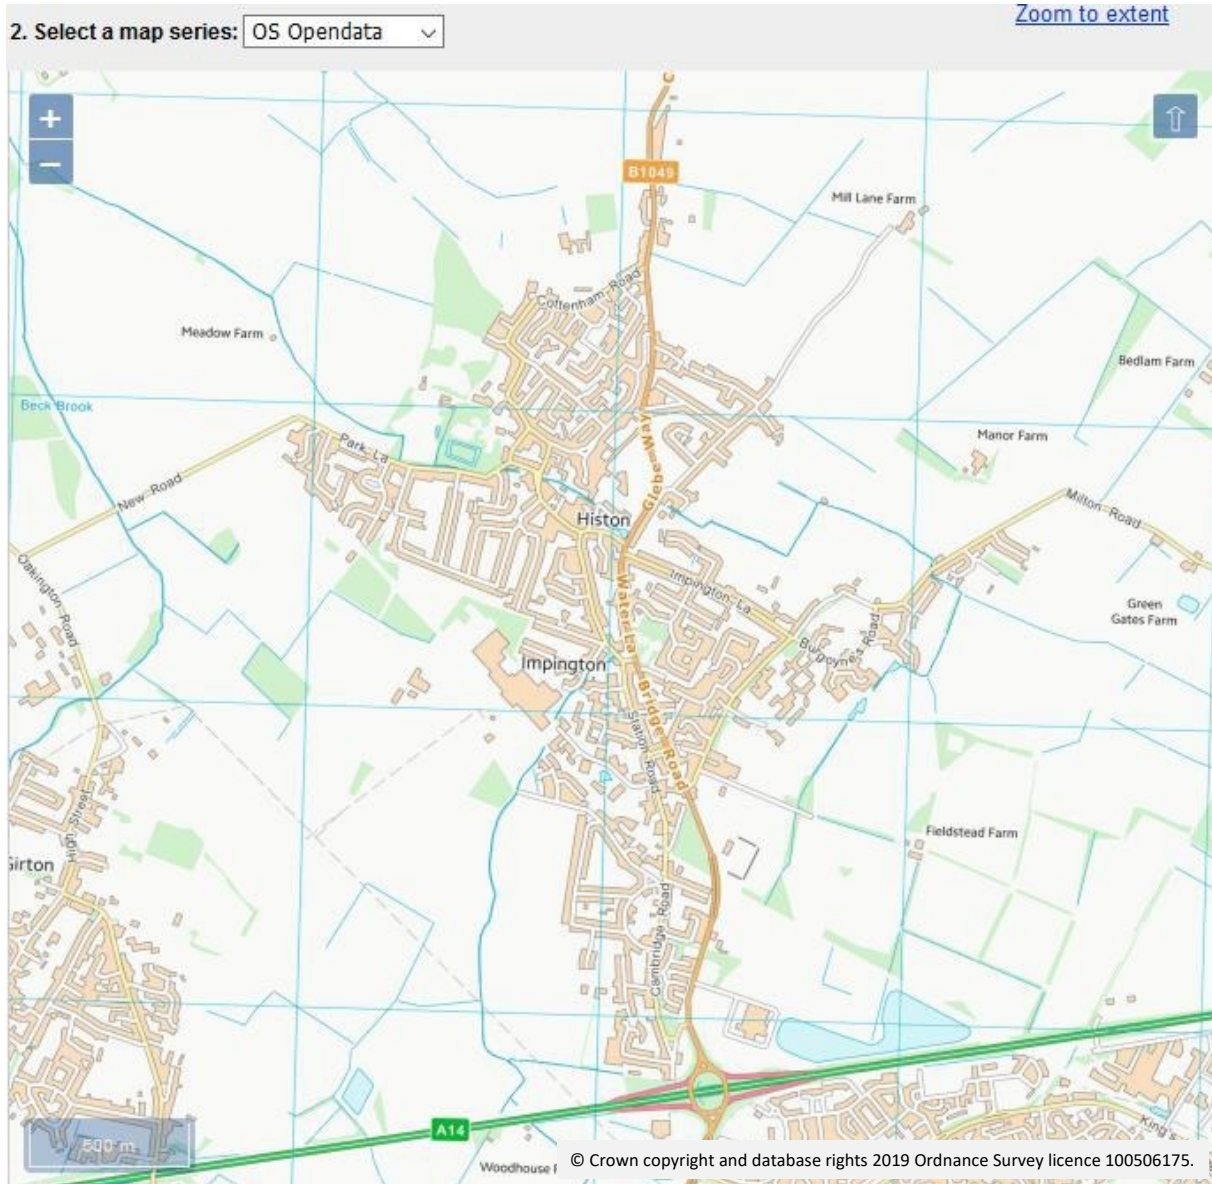 2. Select a map series: OS Opendata
Zoom to extent
+
−
B1049
Mill Lane Farm
Cottenham Road
Meadow Farm
Bedlam Farm
Beck Brook
Glebe Way
Manor Farm
Park La
New Road
Milton Road
Histon
Oakington Road
Impington La
Water La
Green
Gates Farm
Burgoyne's Road
Impington
Bridge Road
Station Road
High Street
Fieldstead Farm
Girton
Cambridge Road
A14
King's
500 m
Woodhouse F
© Crown copyright and database rights 2019 Ordnance Survey licence 100506175.